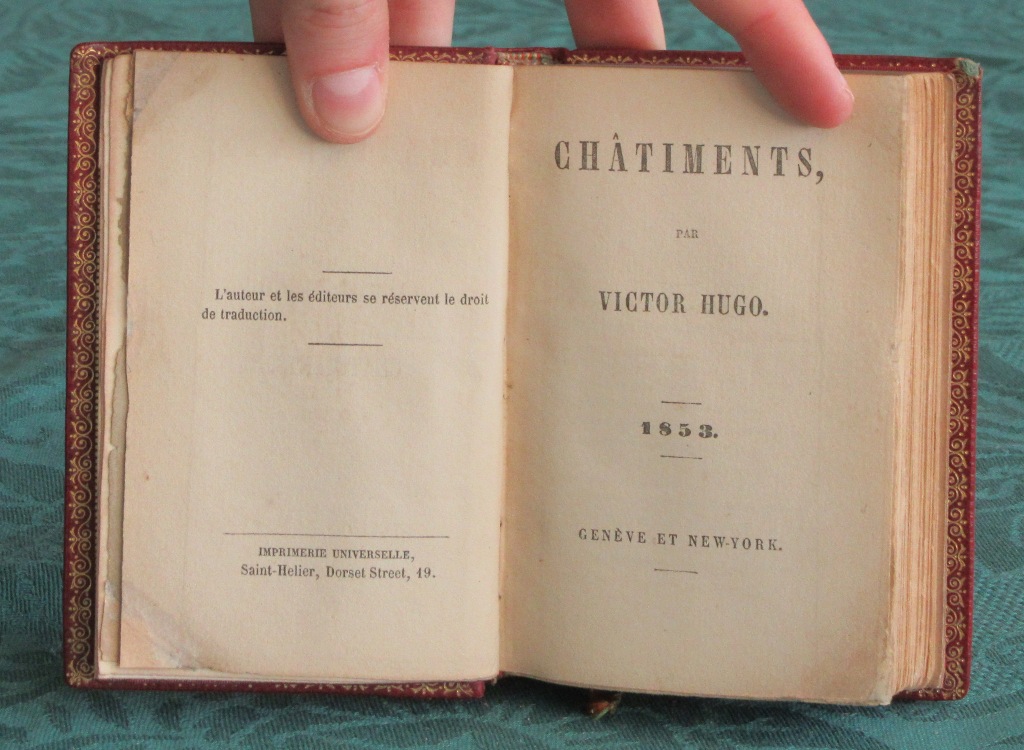 L'auteur et les éditeurs se réservent le droit
de traduction.
IMPRIMERIE UNIVERSELLE,
Saint-Helier, Dorset Street, 19.
CHÂTIMENTS,
PAR
VICTOR HUGO.
1853.
GENÈVE ET NEW-YORK.